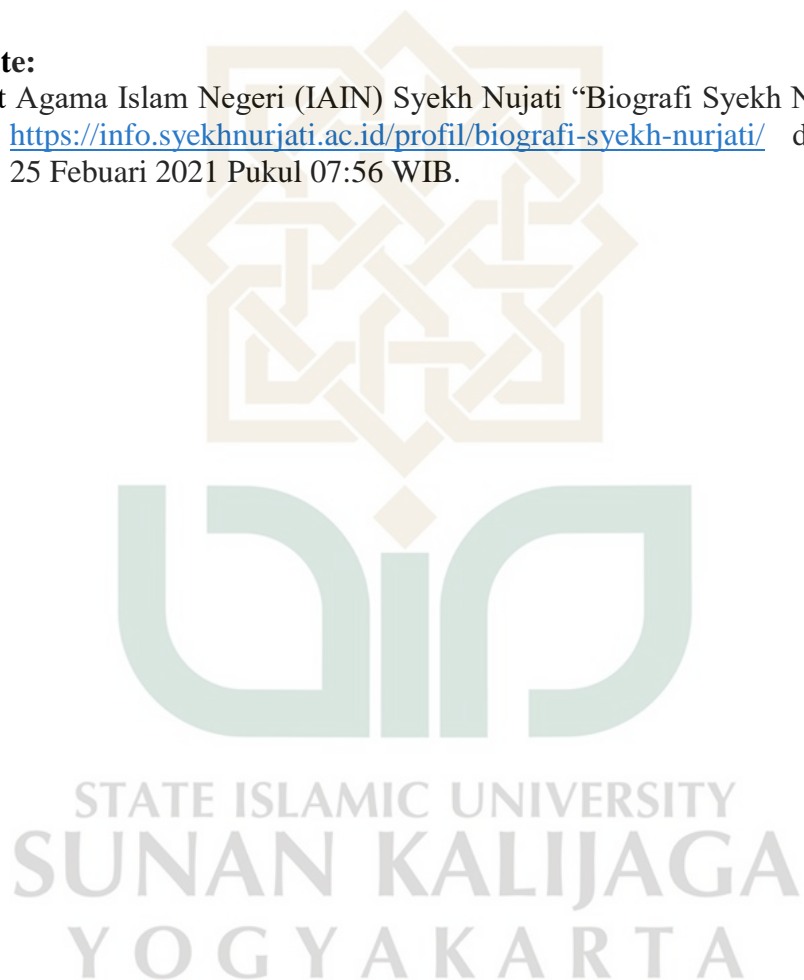 te:
t Agama Islam Negeri (IAIN) Syekh Nujati “Biografi Syekh N
https://info.syekhnurjati.ac.id/profil/biografi-syekh-nurjati/ d
25 Febuari 2021 Pukul 07:56 WIB.
STATE ISLAMIC UNIVERSITY
SUNAN KALIJAGA
YOGYAKARTA